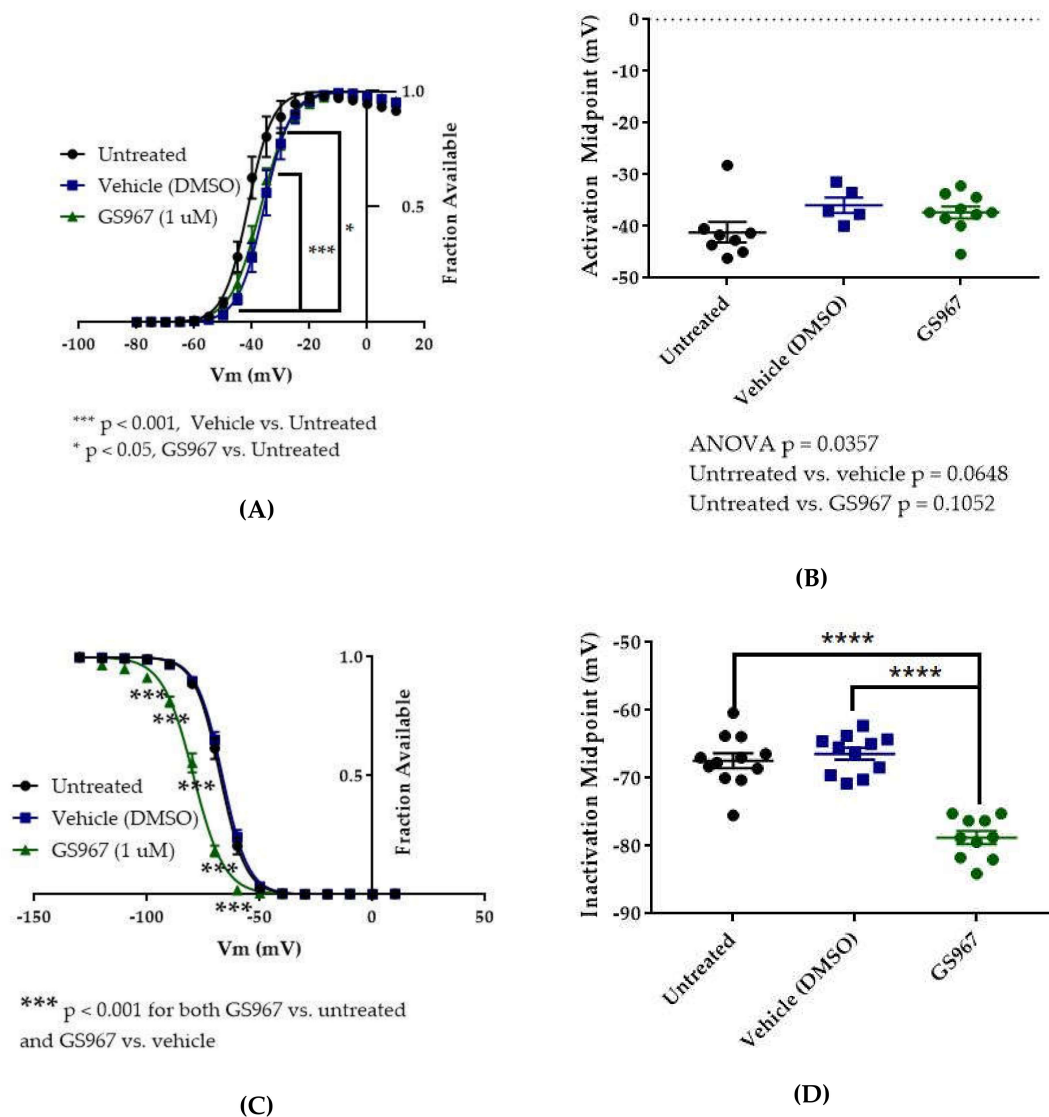 Untreated
Vehicle (DMSO)
GS967 (1 uM)
1.0
0.5
Fraction Available
***
*
-100
-80
-60
-40
-20
0
20
Vm (mV)
*** p < 0.001, Vehicle vs. Untreated
* p < 0.05, GS967 vs. Untreated
(A)
Activation Midpoint (mV)
0
-10
-20
-30
-40
-50
Untreated
Vehicle (DMSO)
GS967
ANOVA p = 0.0357
Untrreated vs. vehicle p = 0.0648
Untreated vs. GS967 p = 0.1052
(B)
1.0
0.5
Fraction Available
***
***
***
***
***
Untreated
Vehicle (DMSO)
GS967 (1 uM)
-150
-100
-50
0
50
Vm (mV)
*** p < 0.001 for both GS967 vs. untreated
and GS967 vs. vehicle
(C)
Inactivation Midpoint (mV)
-50
-60
-70
-80
-90
****
****
Untreated
Vehicle (DMSO)
GS967
(D)